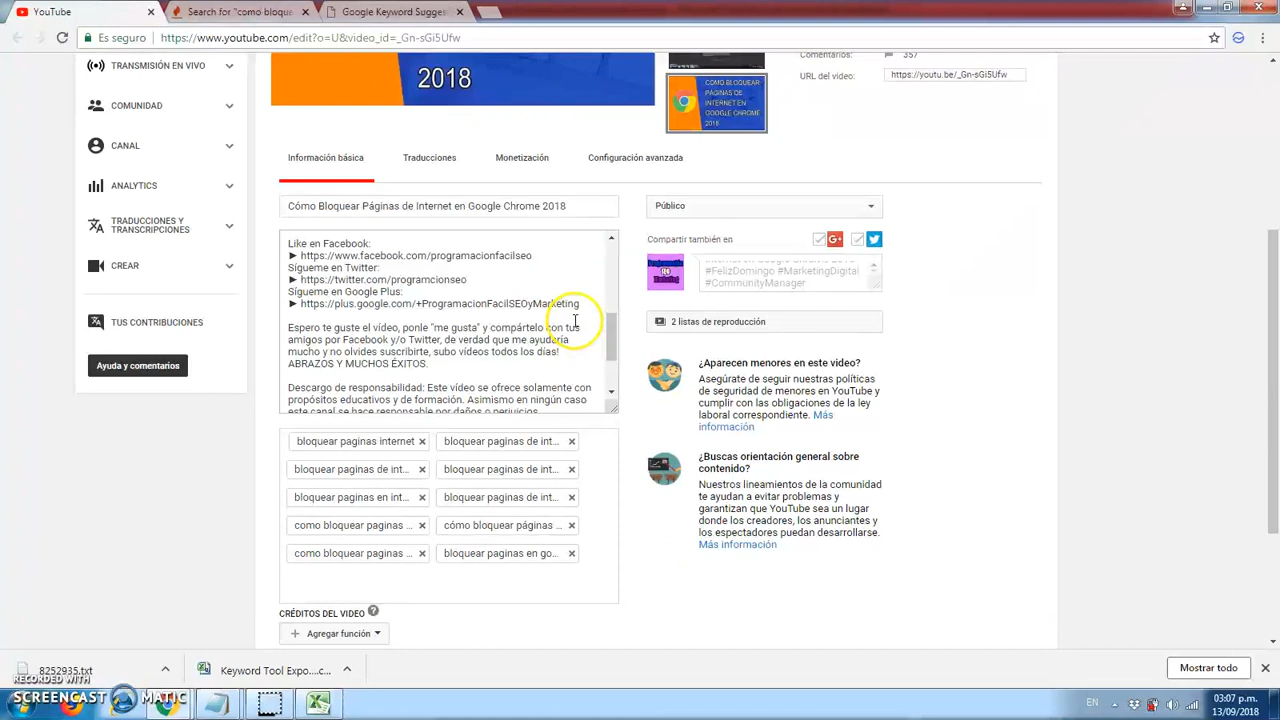 YouTube
Search for "como-bloque
Google Keyword Sugges
Es seguro
https://www.youtube.com/edit?o=U&video_id=_Gn-sGi5Ufw
TRANSMISIÓN EN VIVO
COMUNIDAD
CANAL
ANALYTICS
TRADUCCIONES Y
TRANSCRIPCIONES
CREAR
TUS CONTRIBUCIONES
Ayuda y comentarios
2018
COMO BLOQUEAR
PÁGINAS DE
INTERNET EN
GOOGLE CHROME
2018
Comentarios:
357
URL del video:
https://youtu.be/_Gn-sGi5Ufw
Información básica
Traducciones
Monetización
Configuración avanzada
Cómo Bloquear Páginas de Internet en Google Chrome 2018
Like en Facebook:
► https://www.facebook.com/programacionfacilseo
Sígueme en Twitter:
► https://twitter.com/programcionseo
Sígueme en Google Plus:
► https://plus.google.com/+ProgramacionFacilSEOyMarketing
Espero te guste el vídeo, ponle "me gusta" y compártelo con tus
amigos por Facebook y/o Twitter, de verdad que me ayudaría
mucho y no olvides suscribirte, subo vídeos todos los días!
ABRAZOS Y MUCHOS ÉXITOS.
Descargo de responsabilidad: Este vídeo se ofrece solamente con
propósitos educativos y de formación. Asimismo en ningún caso
este canal se hace responsable por daños o perjuicios
bloquear paginas internet
bloquear paginas de int...
bloquear paginas de int...
bloquear paginas de int...
bloquear paginas en int...
bloquear paginas de int...
como bloquear paginas ...
cómo bloquear páginas ...
como bloquear paginas ...
bloquear paginas en go...
CRÉDITOS DEL VIDEO
Agregar función
Público
Compartir también en
#FelizDomingo #MarketingDigital
#CommunityManager
2 listas de reproducción
¿Aparecen menores en este video?
Asegúrate de seguir nuestras políticas
de seguridad de menores en YouTube y
cumplir con las obligaciones de la ley
laboral correspondiente. Más
información
¿Buscas orientación general sobre
contenido?
Nuestros lineamientos de la comunidad
te ayudan a evitar problemas y
garantizan que YouTube sea un lugar
donde los creadores, los anunciantes y
los espectadores puedan desarrollarse.
Más información
8252935.txt
Keyword Tool Expo....c...
Mostrar todo
RECORDED WITH
SCREENCAST MATIC
EN
03:07 p.m.
13/09/2018